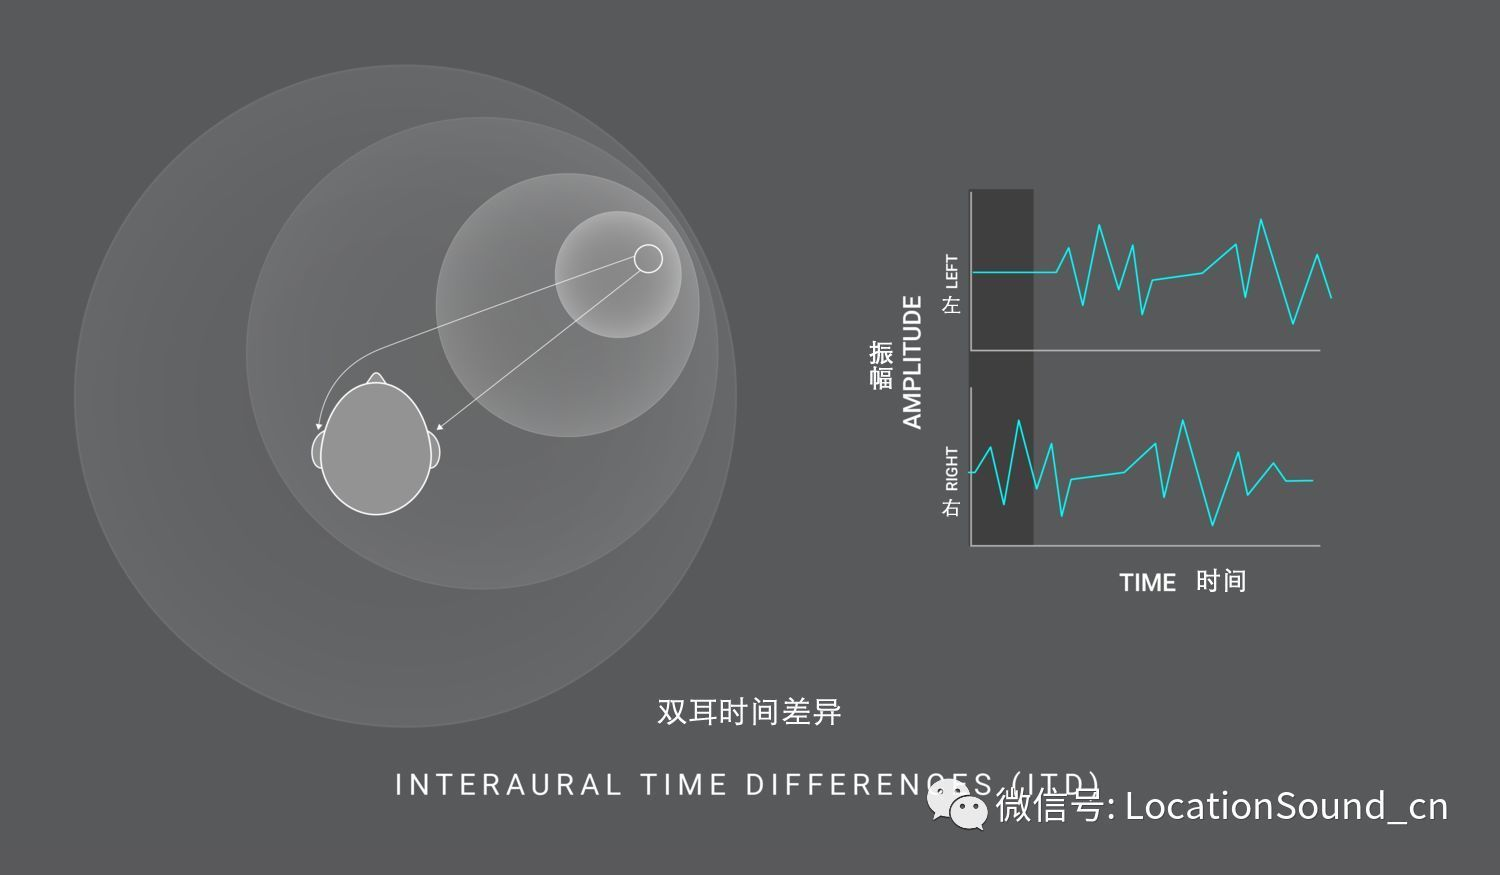 振幅
AMPLITUDE
左 LEFT
右 RIGHT
TIME 时间
双耳时间差异
INTERAURAL TIME DIFFERENCES (ITD)
微信号: LocationSound_cn